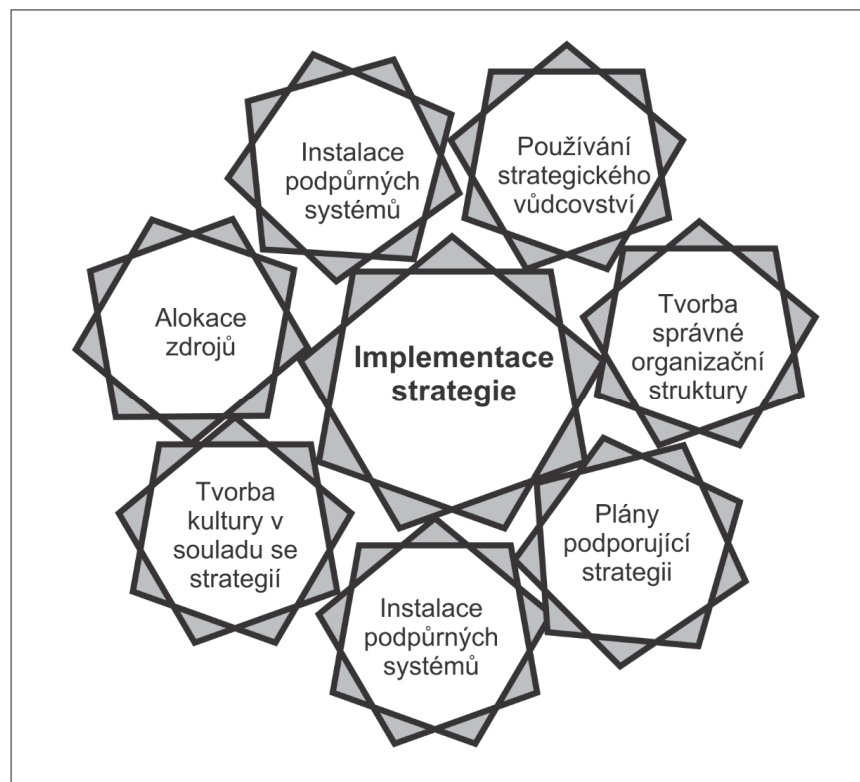 Instalace
podpůrných
systémů
Používání
strategického
vůdcovství
Alokace
zdrojů
Implementace
strategie
Tvorba
správné
organizační
struktury
Tvorba
kultury v
souladu se
strategií
Plány
podporující
strategii
Instalace
podpůrných
systémů